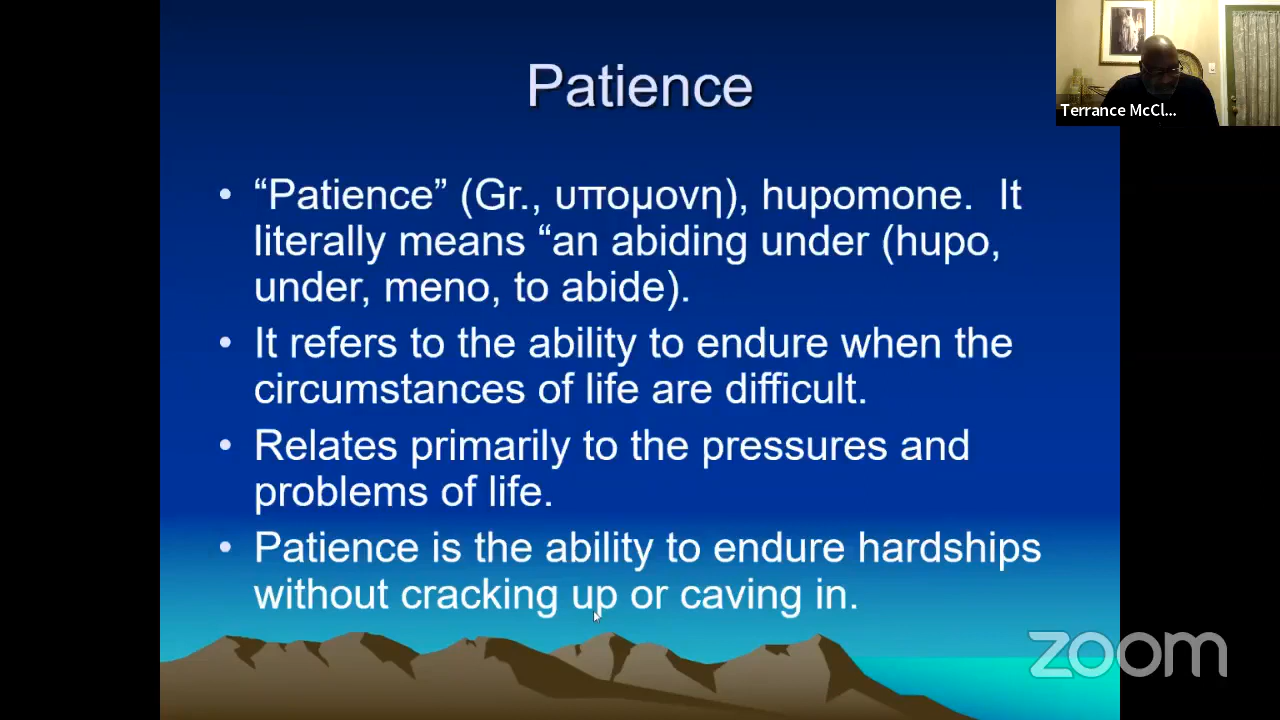 Patience
Terrance McCl...
• “Patience” (Gr., υπομονη), hupomone. It
literally means “an abiding under (hupo,
under, meno, to abide).
• It refers to the ability to endure when the
circumstances of life are difficult.
• Relates primarily to the pressures and
problems of life.
• Patience is the ability to endure hardships
without cracking up or caving in.
zoom